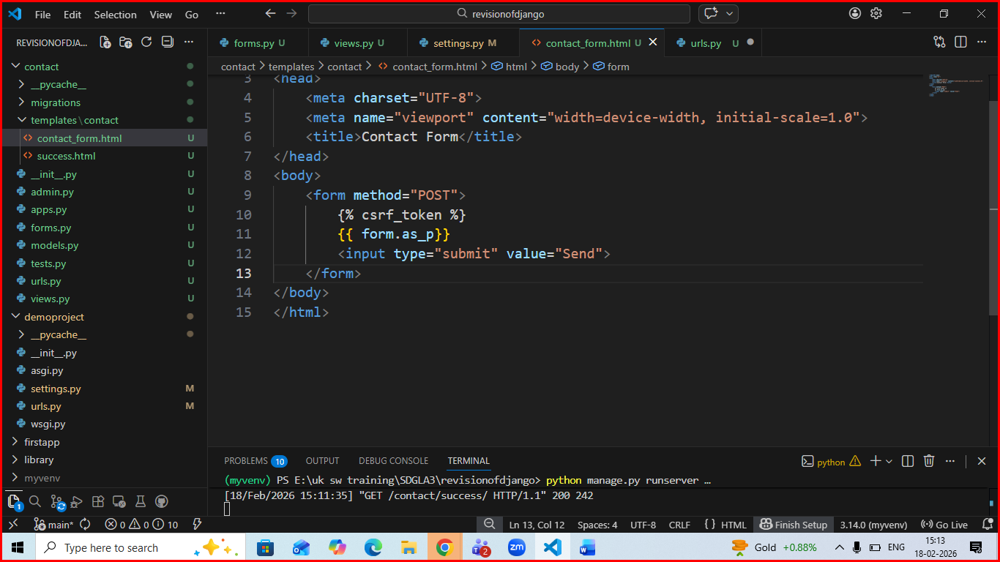 File Edit Selection View Go ··· revisionofdjango
REVISIONOFDJA...
forms.py U views.py U settings.py M contact_form.html U urls.py U
contact > templates > contact > contact_form.html > html > body > form
contact
__pycache__
migrations
templates\contact
contact_form.html U
success.html U
__init__.py U
admin.py U
apps.py U
forms.py U
models.py U
tests.py U
urls.py U
views.py U
demoproject
__pycache__
__init__.py
asgi.py
settings.py M
urls.py M
wsgi.py
firstapp
library
myvenv
3 <head>
4 <meta charset="UTF-8">
5 <meta name="viewport" content="width=device-width, initial-scale=1.0">
6 <title>Contact Form</title>
7 </head>
8 <body>
9 <form method="POST">
10 {% csrf_token %}
11 {{ form.as_p}}
12 <input type="submit" value="Send">
13 </form>
14 </body>
15 </html>
PROBLEMS 10 OUTPUT DEBUG CONSOLE TERMINAL python
(myvenv) PS E:\uk sw training\SDGLA3\revisionofdjango> python manage.py runserver …
[18/Feb/2026 15:11:35] "GET /contact/success/ HTTP/1.1" 200 242
1
main* 0 0 10 Ln 13, Col 12 Spaces: 4 UTF-8 CRLF {} HTML Finish Setup 3.14.0 (myvenv) Go Live
Type here to search 2 zm Gold +0.88% ENG 15:13
18-02-2026